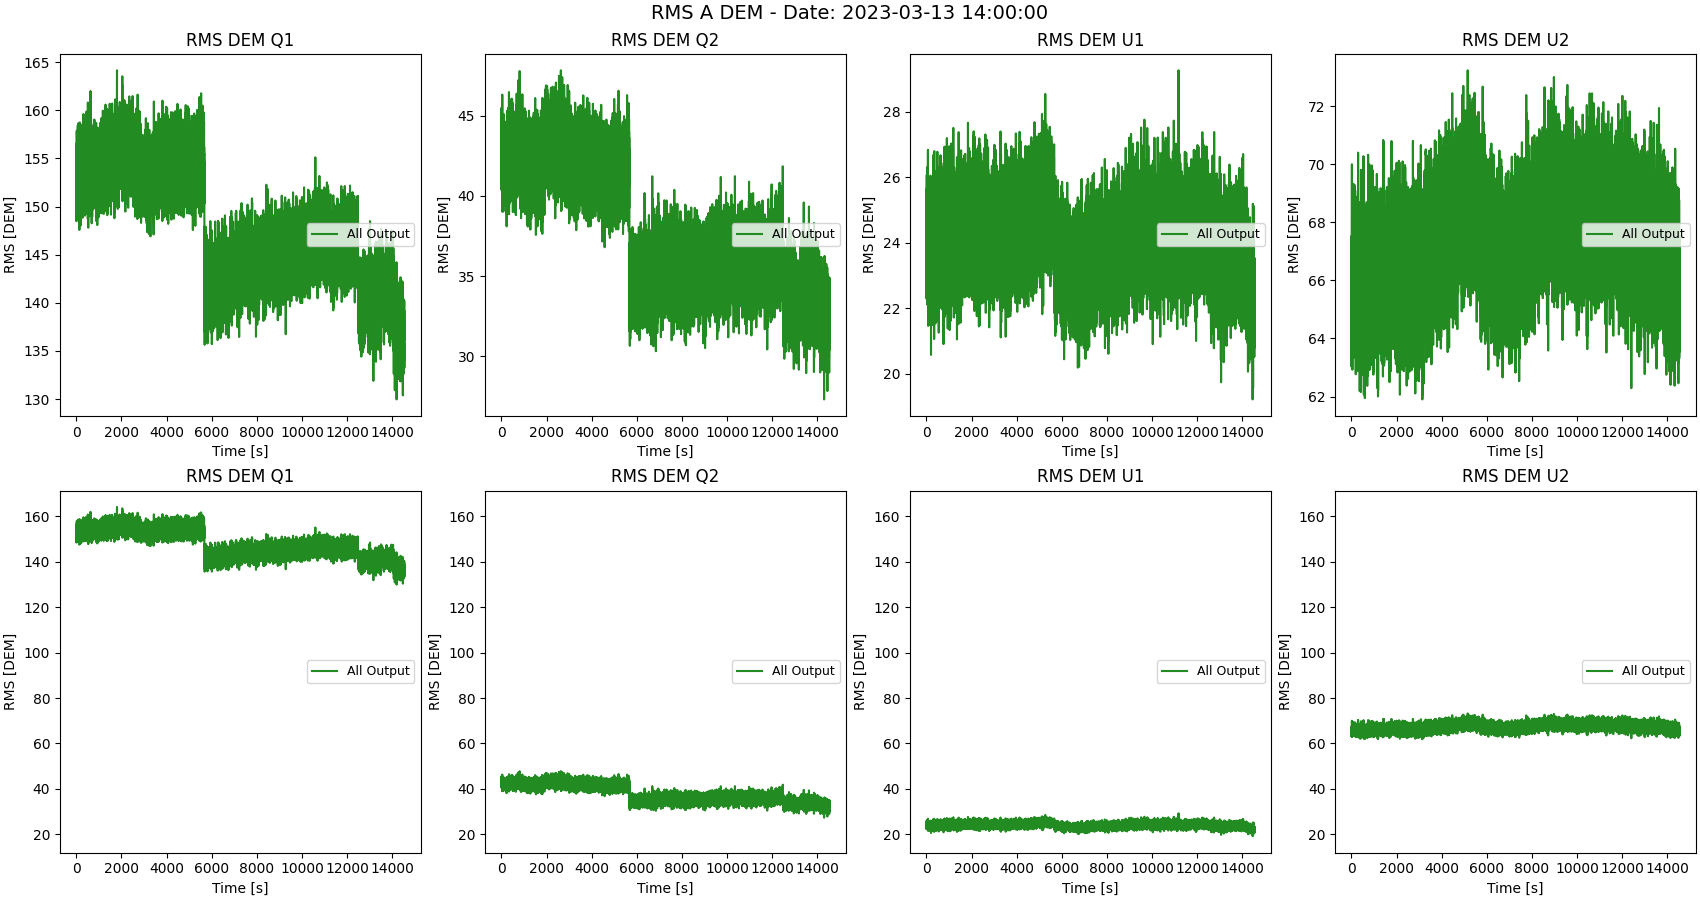 RMS A DEM - Date: 2023-03-13 14:00:00
RMS DEM Q1
RMS DEM Q2
RMS DEM U1
RMS DEM U2
RMS [DEM]
165
160
155
150
145
140
135
130
All Output
0 2000 4000 6000 8000 10000 12000 14000
Time [s]
RMS [DEM]
45
40
35
30
All Output
0 2000 4000 6000 8000 10000 12000 14000
Time [s]
RMS [DEM]
28
26
24
22
20
All Output
0 2000 4000 6000 8000 10000 12000 14000
Time [s]
RMS [DEM]
72
70
68
66
64
62
All Output
0 2000 4000 6000 8000 10000 12000 14000
Time [s]
RMS DEM Q1
RMS DEM Q2
RMS DEM U1
RMS DEM U2
RMS [DEM]
160
140
120
100
80
60
40
20
All Output
0 2000 4000 6000 8000 10000 12000 14000
Time [s]
RMS [DEM]
160
140
120
100
80
60
40
20
All Output
0 2000 4000 6000 8000 10000 12000 14000
Time [s]
RMS [DEM]
160
140
120
100
80
60
40
20
All Output
0 2000 4000 6000 8000 10000 12000 14000
Time [s]
RMS [DEM]
160
140
120
100
80
60
40
20
All Output
0 2000 4000 6000 8000 10000 12000 14000
Time [s]